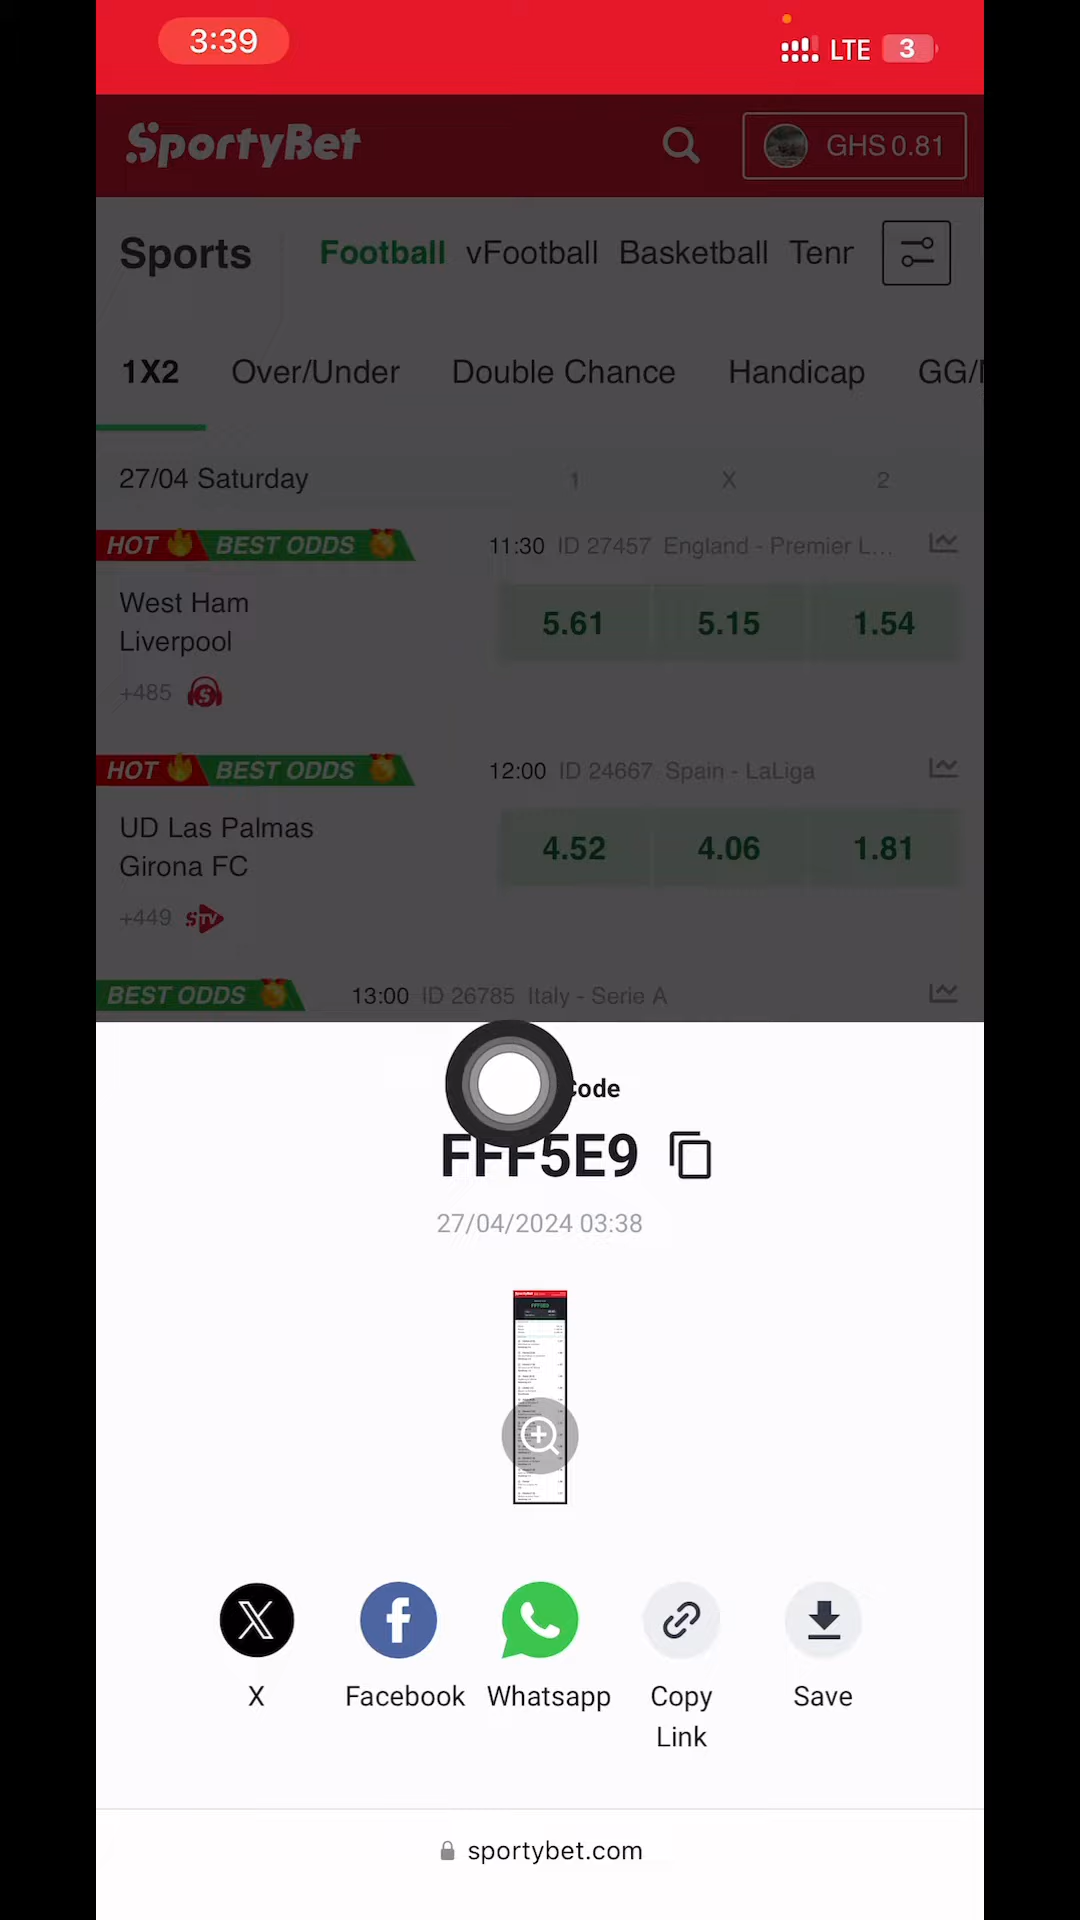 3:39
LTE 3
SportyBet
GHS 0.81
Sports Football vFootball Basketball Tenr
1X2 Over/Under Double Chance Handicap GG/
27/04 Saturday 1 X 2
HOT BEST ODDS 11:30 ID 27457 England - Premier L...
West Ham 5.61 5.15 1.54
Liverpool
+485
HOT BEST ODDS 12:00 ID 24667 Spain - LaLiga
UD Las Palmas 4.52 4.06 1.81
Girona FC
+449 STV
BEST ODDS 13:00 ID 26785 Italy - Serie A
Code
FFF5E9
27/04/2024 03:38
X Facebook Whatsapp Copy Link Save
sportybet.com